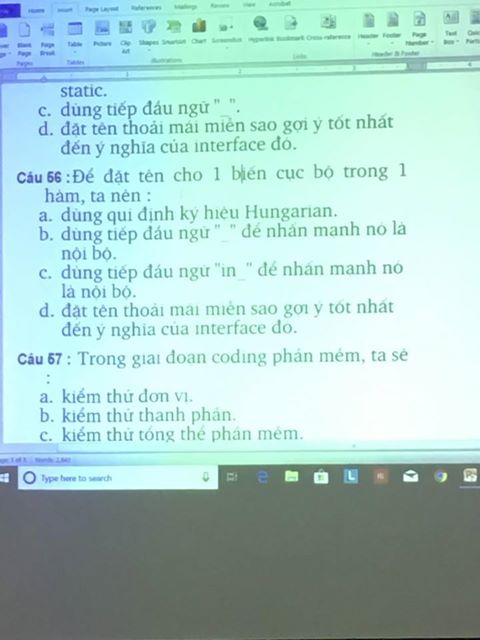 Home Insert Page Layout References Mailings Review View Acrobat
Blank Page Page Break Table Picture Clip Art Shapes SmartArt Chart Screenshot Hyperlink Bookmark Cross-reference Header Footer Page Number Text Box
Pages Tables Illustrations Links Header & Footer
static.
c. dùng tiếp đầu ngữ "_".
d. đặt tên thoải mái miễn sao gợi ý tốt nhất
đến ý nghĩa của interface đó.
Câu 56 :Để đặt tên cho 1 biến cục bộ trong 1
hàm, ta nên :
a. dùng qui định ký hiệu Hungarian.
b. dùng tiếp đầu ngữ "_" để nhấn mạnh nó là
nội bộ.
c. dùng tiếp đầu ngữ "in_" để nhấn mạnh nó
là nội bộ.
d. đặt tên thoải mái miễn sao gợi ý tốt nhất
đến ý nghĩa của interface đó.
Câu 57 : Trong giai đoạn coding phần mềm, ta sẽ
:
a. kiểm thử đơn vị.
b. kiểm thử thành phần.
c. kiểm thử tổng thể phần mềm.
Words: 2,647
Type here to search